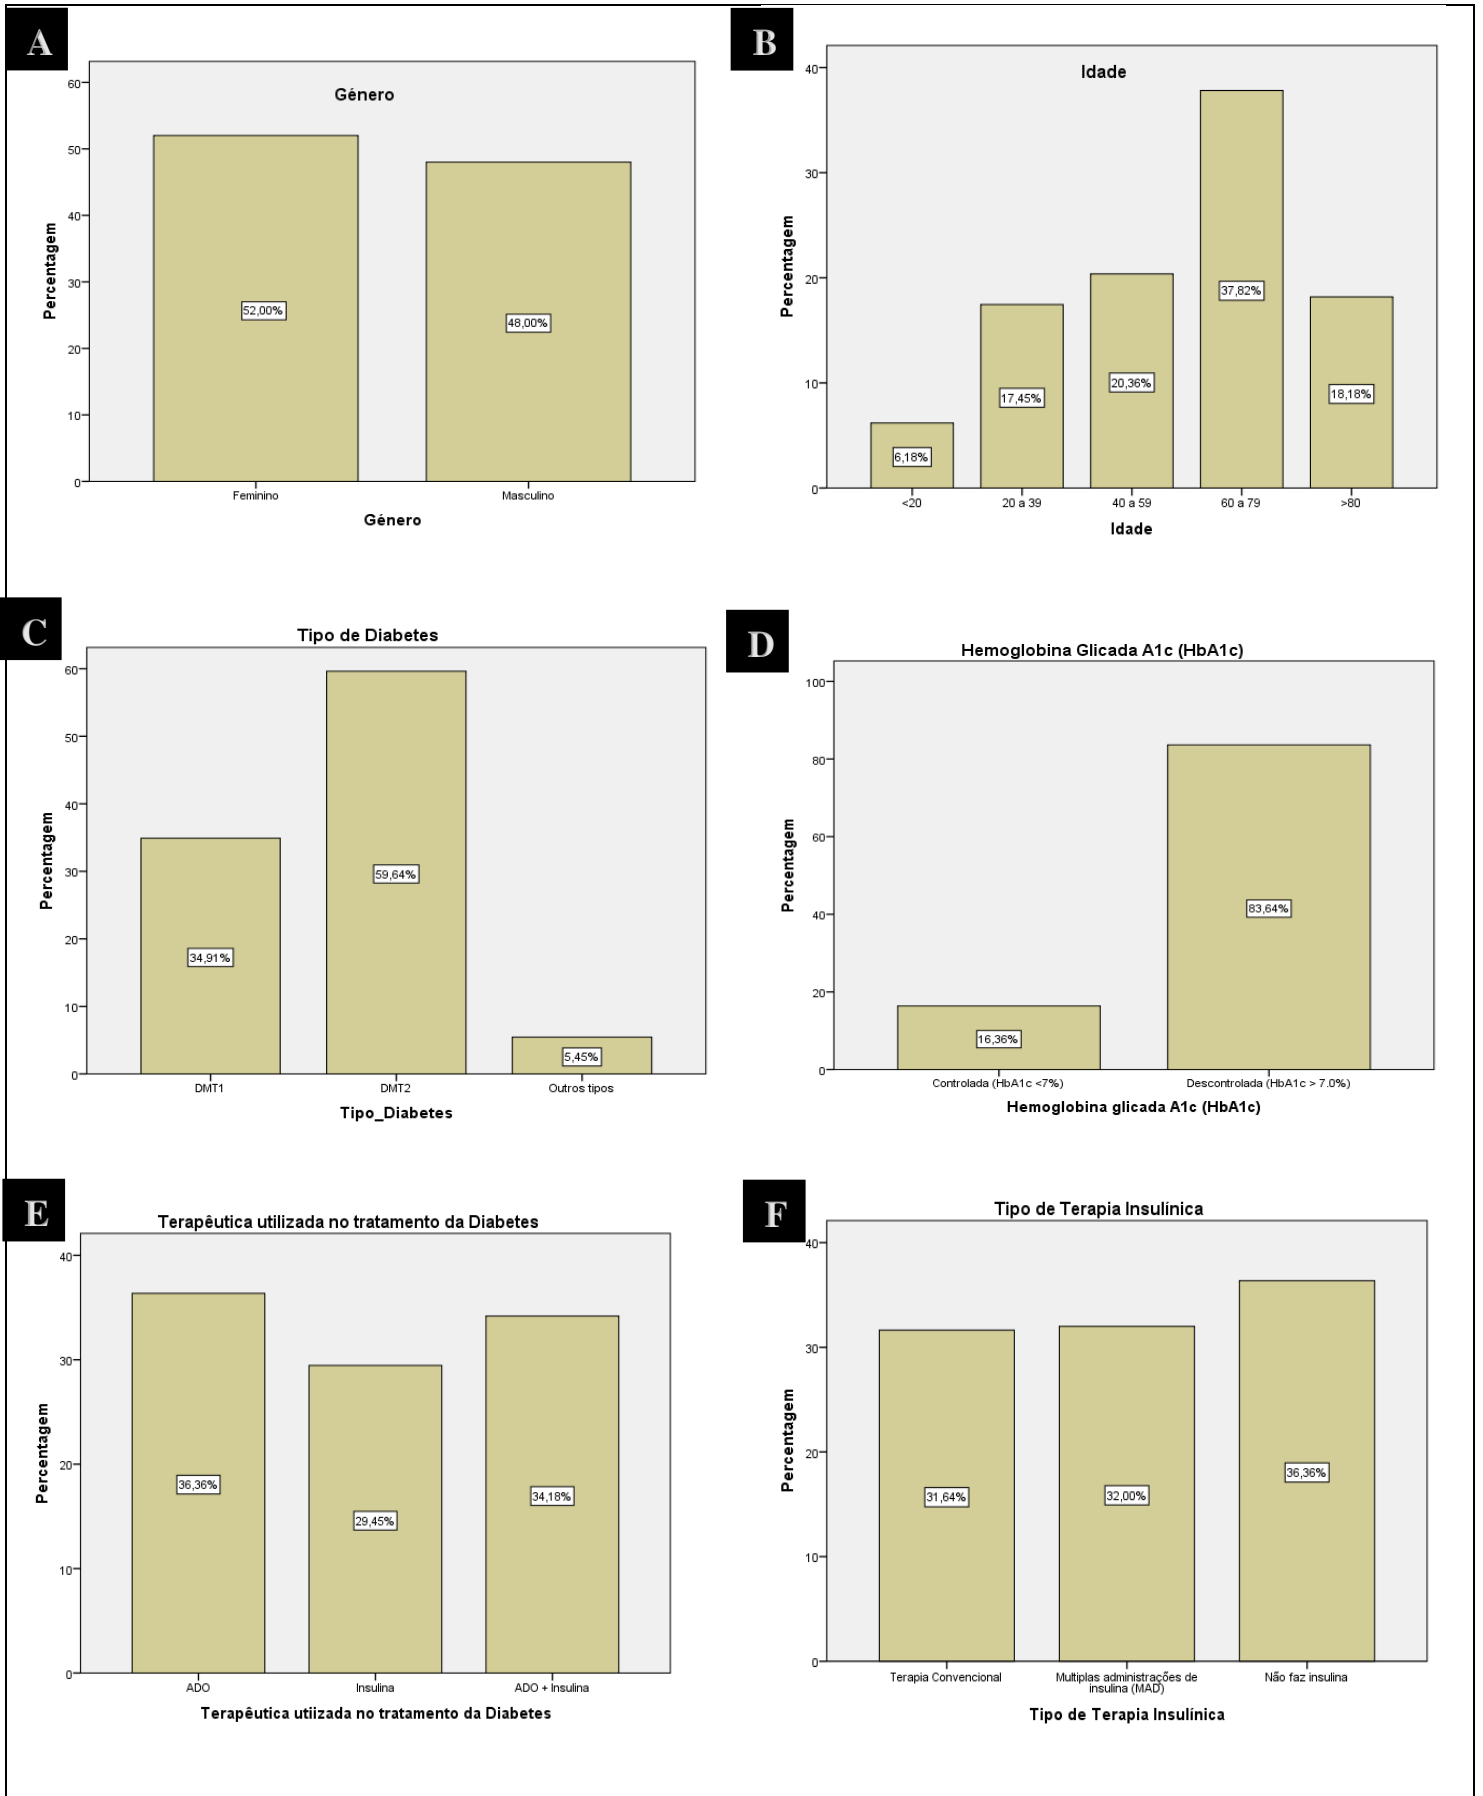 A
Género
Percentagem
60
50
40
30
20
10
0
52,00%
48,00%
Feminino
Masculino
Género
B
Idade
Percentagem
40
30
20
10
0
6,18%
17,45%
20,36%
37,82%
18,18%
<20
20 a 39
40 a 59
60 a 79
>80
Idade
C
Tipo de Diabetes
Percentagem
60
50
40
30
20
10
0
34,91%
59,64%
5,45%
DMT1
DMT2
Outros tipos
Tipo_Diabetes
D
Hemoglobina Glicada A1c (HbA1c)
Percentagem
100
80
60
40
20
0
16,36%
83,64%
Controlada (HbA1c <7%)
Descontrolada (HbA1c > 7.0%)
Hemoglobina glicada A1c (HbA1c)
E
Terapêutica utilizada no tratamento da Diabetes
Percentagem
40
30
20
10
0
36,36%
29,45%
34,18%
ADO
Insulina
ADO + Insulina
Terapêutica utiizada no tratamento da Diabetes
F
Tipo de Terapia Insulínica
Percentagem
40
30
20
10
0
31,64%
32,00%
36,36%
Terapia Convencional
Multiplas administrações de
insulina (MAD)
Não faz insulina
Tipo de Terapia Insulínica